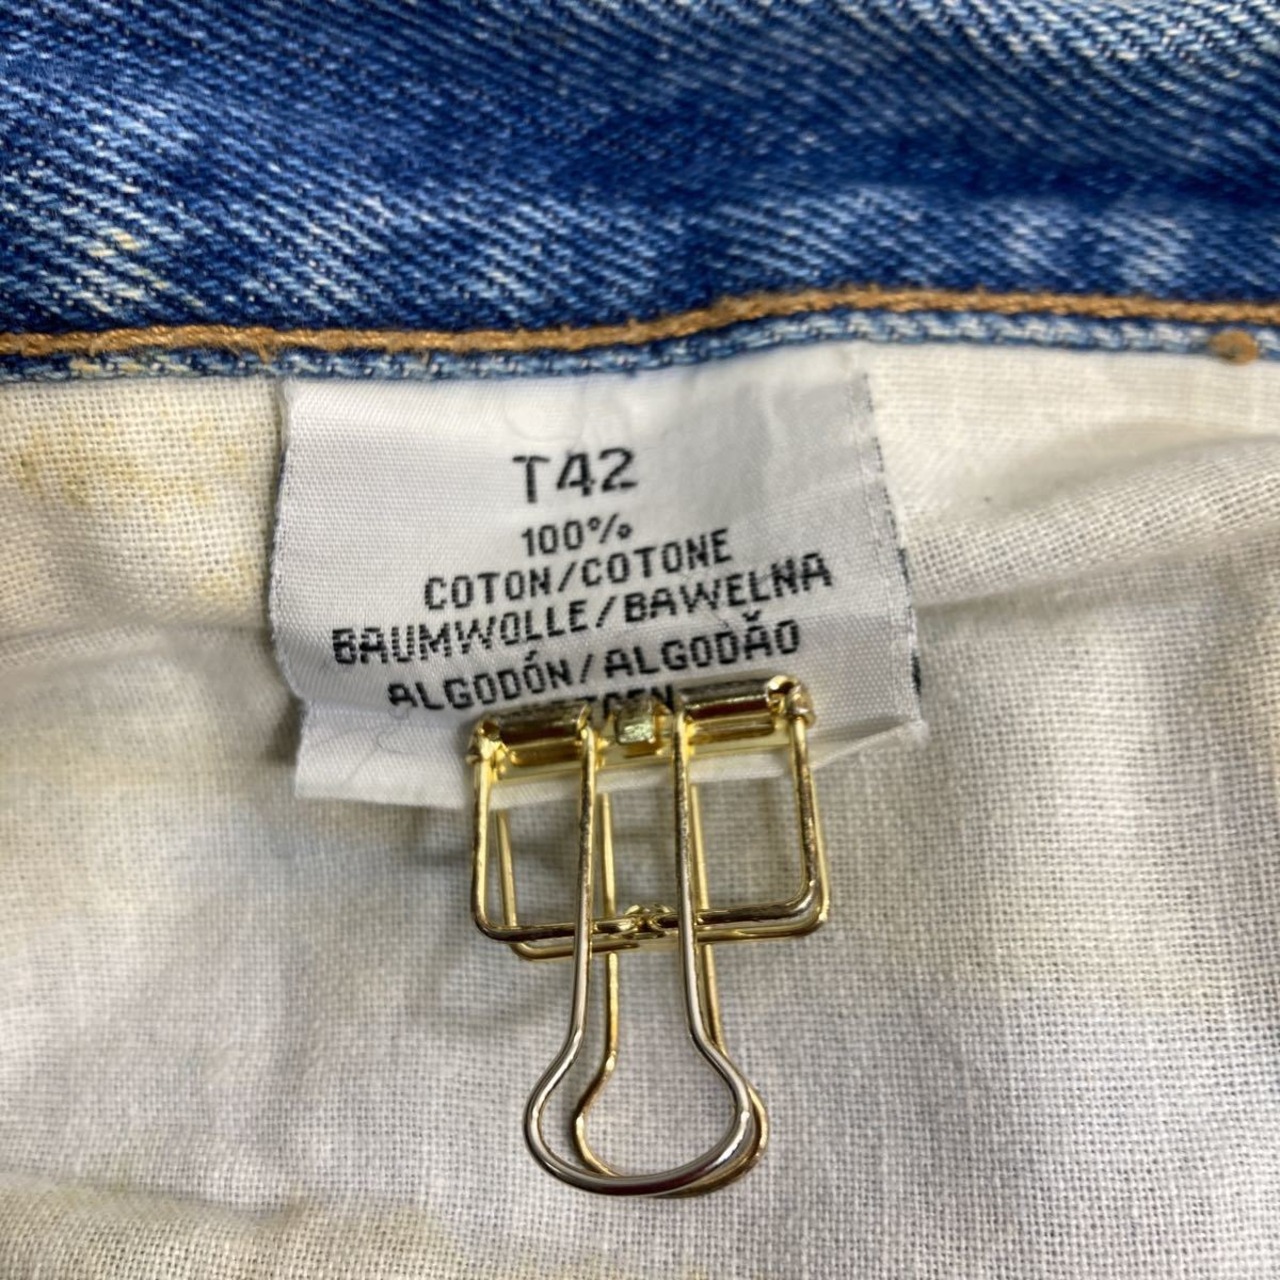 T42
100%
COTON/COTONE
BAUMWOLLE/BAWEŁNA
ALGODÓN/ALGODÃO